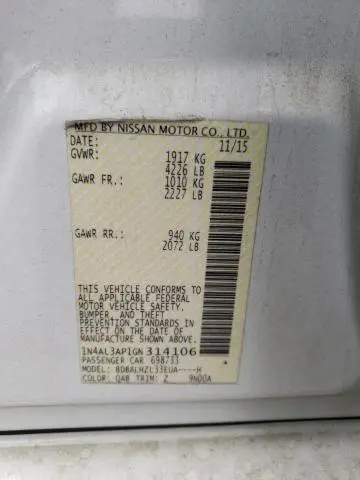 MFD BY NISSAN MOTOR CO., LTD.
DATE: 11/15
GVWR: 1917 KG
4226 LB
GAWR FR.: 1010 KG
2227 LB
GAWR RR.: 940 KG
2072 LB
THIS VEHICLE CONFORMS TO
ALL APPLICABLE FEDERAL
MOTOR VEHICLE SAFETY,
BUMPER, AND THEFT
PREVENTION STANDARDS
IN EFFECT ON THE DATE OF
MANUFACTURE SHOWN ABOVE.
1N4AL3AP1GN314106
PASSENGER CAR 698733 A
MODEL: BDBALHZL33EUA----H
COLOR: QAB TRIM: Z 9N00A